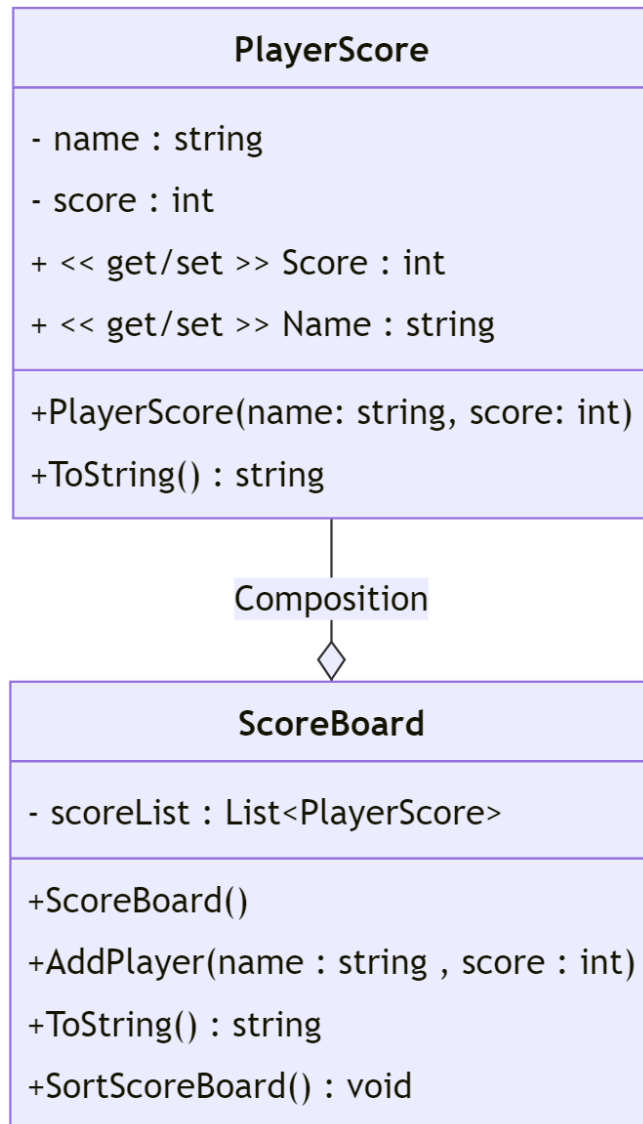 PlayerScore
- name : string
- score : int
+ << get/set >> Score : int
+ << get/set >> Name : string
+PlayerScore(name: string, score: int)
+ToString() : string
Composition
ScoreBoard
- scoreList : List<PlayerScore>
+ScoreBoard()
+AddPlayer(name : string , score : int)
+ToString() : string
+SortScoreBoard() : void